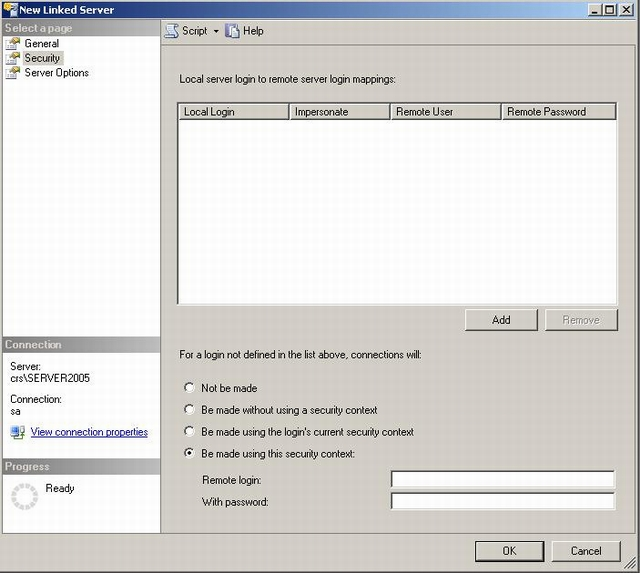 New Linked Server
Select a page
General
Security
Server Options
Script
Help
Local server login to remote server login mappings:
Local Login Impersonate Remote User Remote Password
Add Remove
For a login not defined in the list above, connections will:
Not be made
Be made without using a security context
Be made using the login's current security context
Be made using this security context:
Remote login:
With password:
Connection
Server:
crs\SERVER2005
Connection:
sa
View connection properties
Progress
Ready
OK Cancel